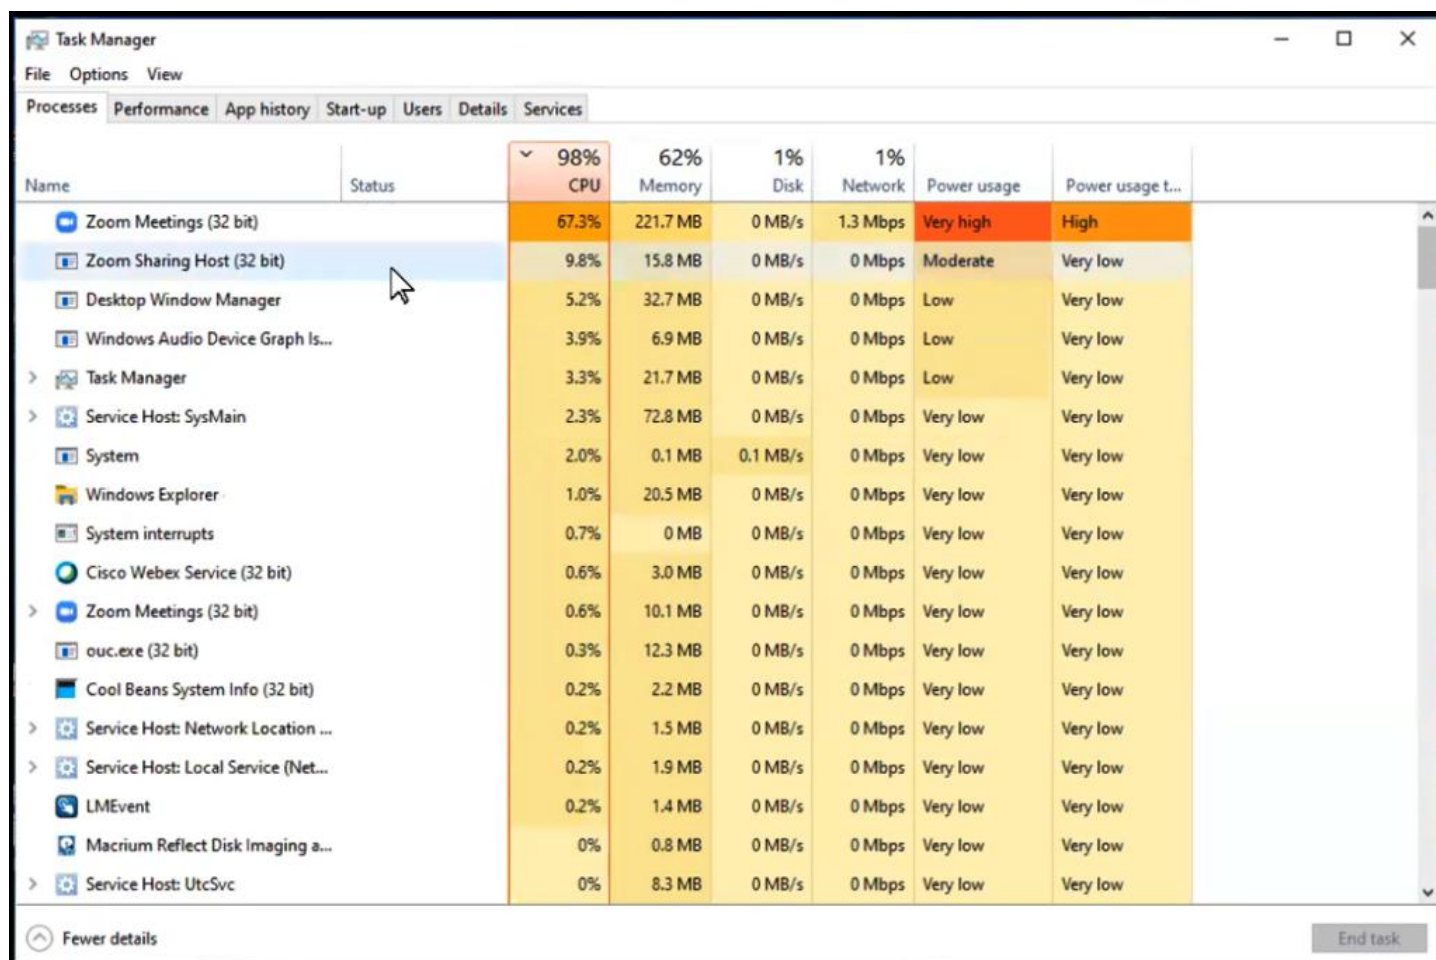 Task Manager
File Options View
Processes Performance App history Start-up Users Details Services
98% 62% 1% 1%
Name Status CPU Memory Disk Network Power usage Power usage t...
Zoom Meetings (32 bit) 67.3% 221.7 MB 0 MB/s 1.3 Mbps Very high High
Zoom Sharing Host (32 bit) 9.8% 15.8 MB 0 MB/s 0 Mbps Moderate Very low
Desktop Window Manager 5.2% 32.7 MB 0 MB/s 0 Mbps Low Very low
Windows Audio Device Graph Is... 3.9% 6.9 MB 0 MB/s 0 Mbps Low Very low
Task Manager 3.3% 21.7 MB 0 MB/s 0 Mbps Low Very low
Service Host: SysMain 2.3% 72.8 MB 0 MB/s 0 Mbps Very low Very low
System 2.0% 0.1 MB 0.1 MB/s 0 Mbps Very low Very low
Windows Explorer 1.0% 20.5 MB 0 MB/s 0 Mbps Very low Very low
System interrupts 0.7% 0 MB 0 MB/s 0 Mbps Very low Very low
Cisco Webex Service (32 bit) 0.6% 3.0 MB 0 MB/s 0 Mbps Very low Very low
Zoom Meetings (32 bit) 0.6% 10.1 MB 0 MB/s 0 Mbps Very low Very low
ouc.exe (32 bit) 0.3% 12.3 MB 0 MB/s 0 Mbps Very low Very low
Cool Beans System Info (32 bit) 0.2% 2.2 MB 0 MB/s 0 Mbps Very low Very low
Service Host: Network Location ... 0.2% 1.5 MB 0 MB/s 0 Mbps Very low Very low
Service Host: Local Service (Net... 0.2% 1.9 MB 0 MB/s 0 Mbps Very low Very low
LMEvent 0.2% 1.4 MB 0 MB/s 0 Mbps Very low Very low
Macrium Reflect Disk Imaging a... 0% 0.8 MB 0 MB/s 0 Mbps Very low Very low
Service Host: UtcSvc 0% 8.3 MB 0 MB/s 0 Mbps Very low Very low
Fewer details End task